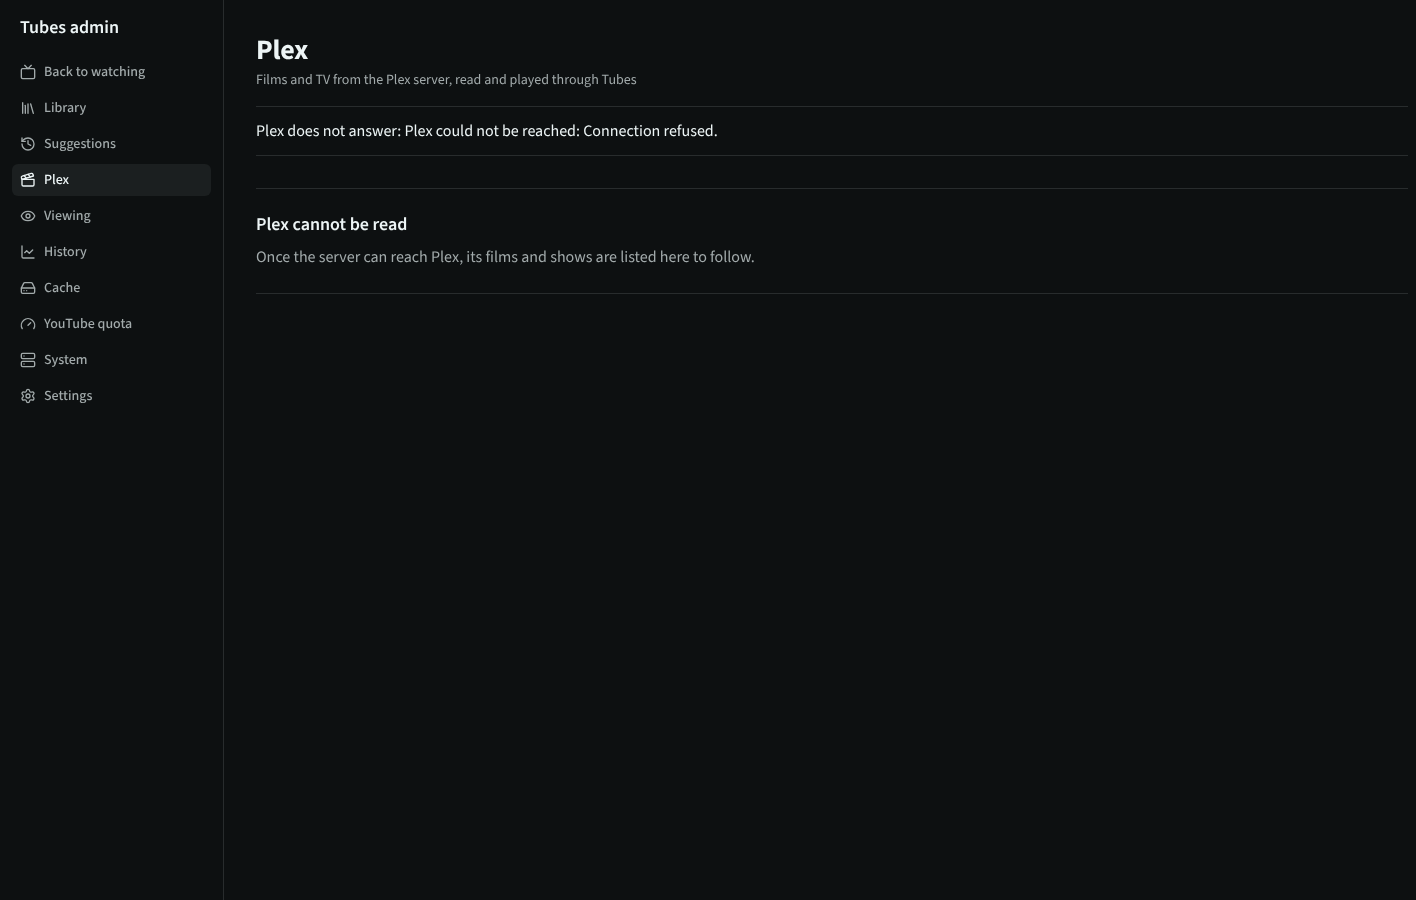 Tubes admin
Back to watching
Library
Suggestions
Plex
Viewing
History
Cache
YouTube quota
System
Settings
Plex
Films and TV from the Plex server, read and played through Tubes
Plex does not answer: Plex could not be reached: Connection refused.
Plex cannot be read
Once the server can reach Plex, its films and shows are listed here to follow.